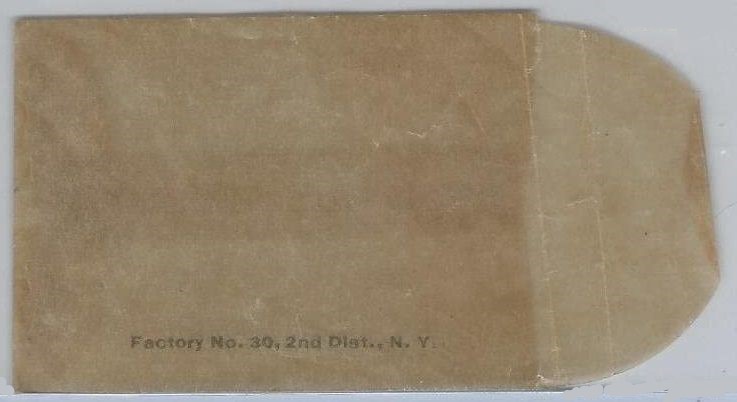 Factory No. 30, 2nd Dist., N. Y.